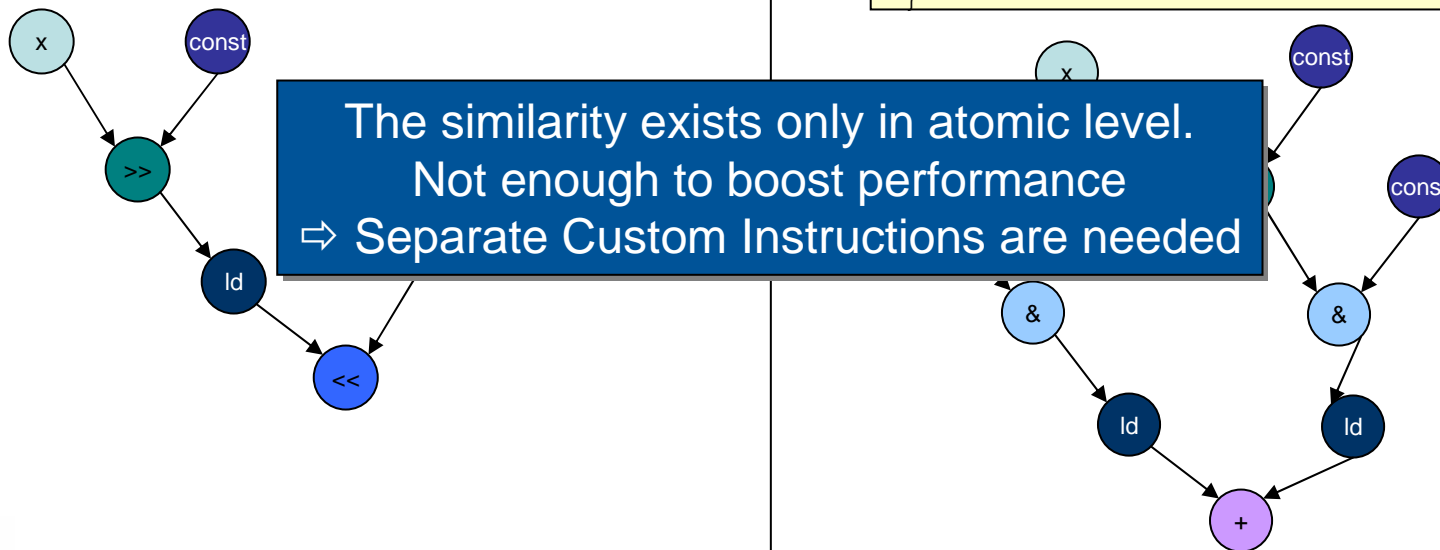 x
const
>>
ld
<<
The similarity exists only in atomic level.
Not enough to boost performance
⇨ Separate Custom Instructions are needed
x
const
cons
&
&
ld
ld
+